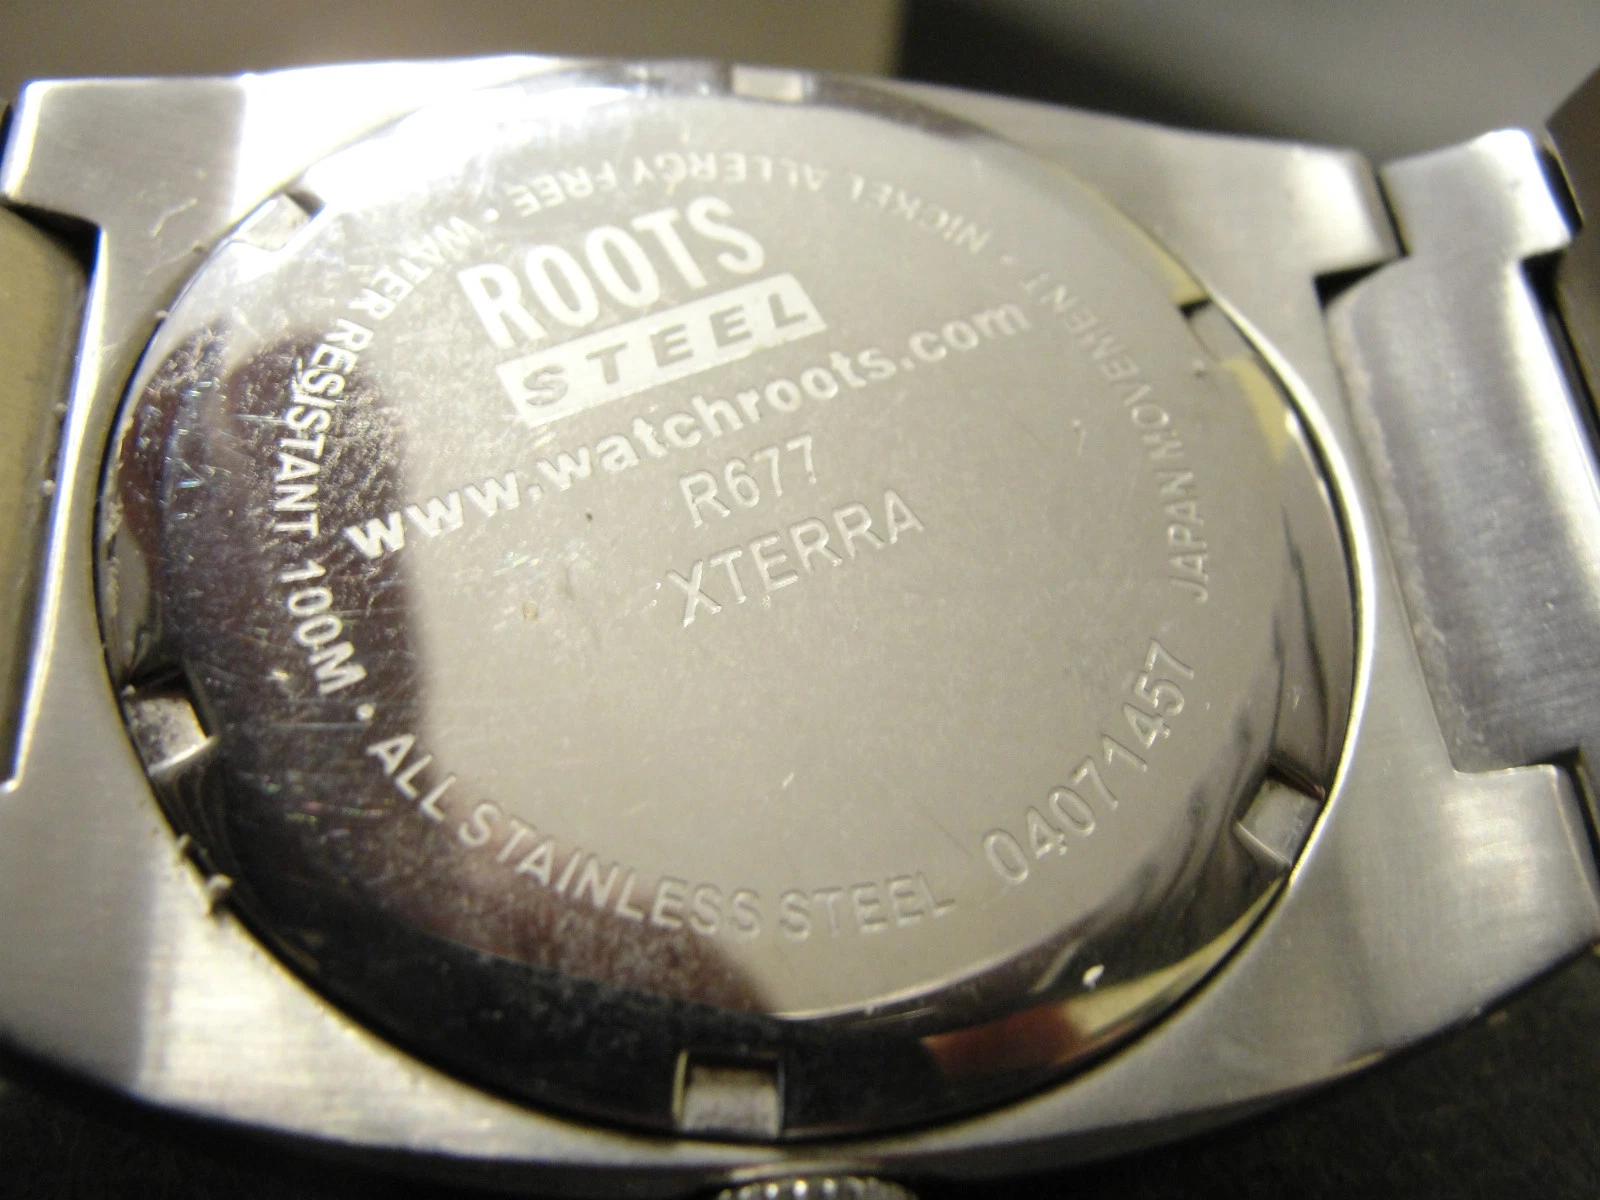 ROOTS
STEEL
www.watchroots.com
R677
XTERRA
WATER RESISTANT 100M • ALL STAINLESS STEEL 04071457 JAPAN MOVEMENT • NICKEL ALLERGY FREE •